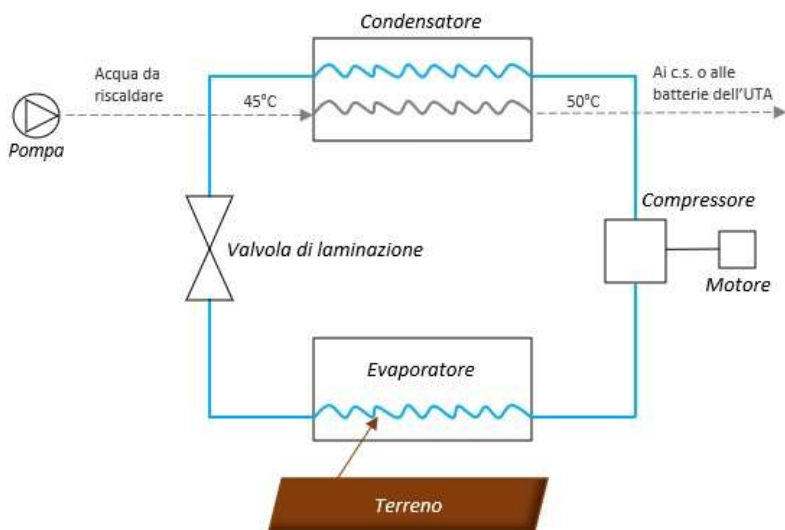 Condensatore
Acqua da
riscaldare
45°C
50°C
Ai c.s. o alle
batterie dell'UTA
Pompa
Compressore
Valvola di laminazione
Motore
Evaporatore
Terreno